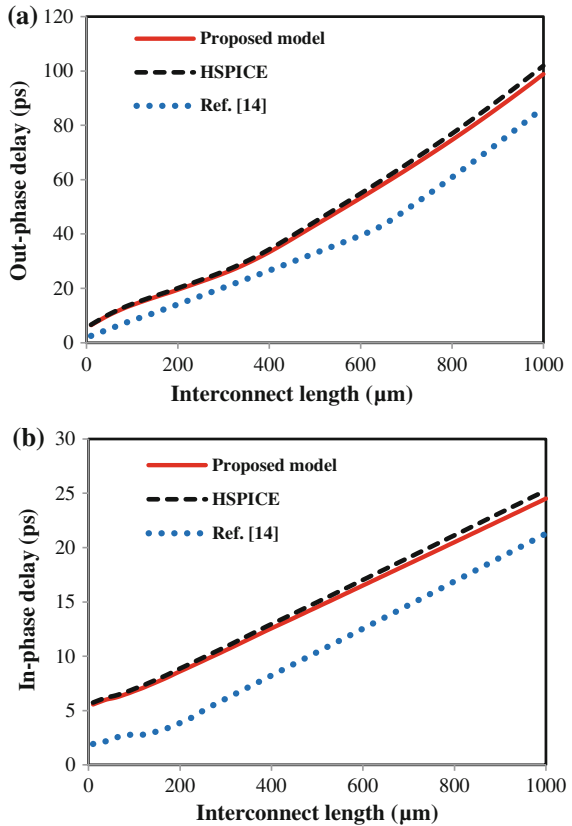 (a)
120
100
80
60
40
20
0
Out-phase delay (ps)
Proposed model
HSPICE
Ref. [14]
0 200 400 600 800 1000
Interconnect length (µm)
(b)
30
25
20
15
10
5
0
In-phase delay (ps)
Proposed model
HSPICE
Ref. [14]
0 200 400 600 800 1000
Interconnect length (µm)